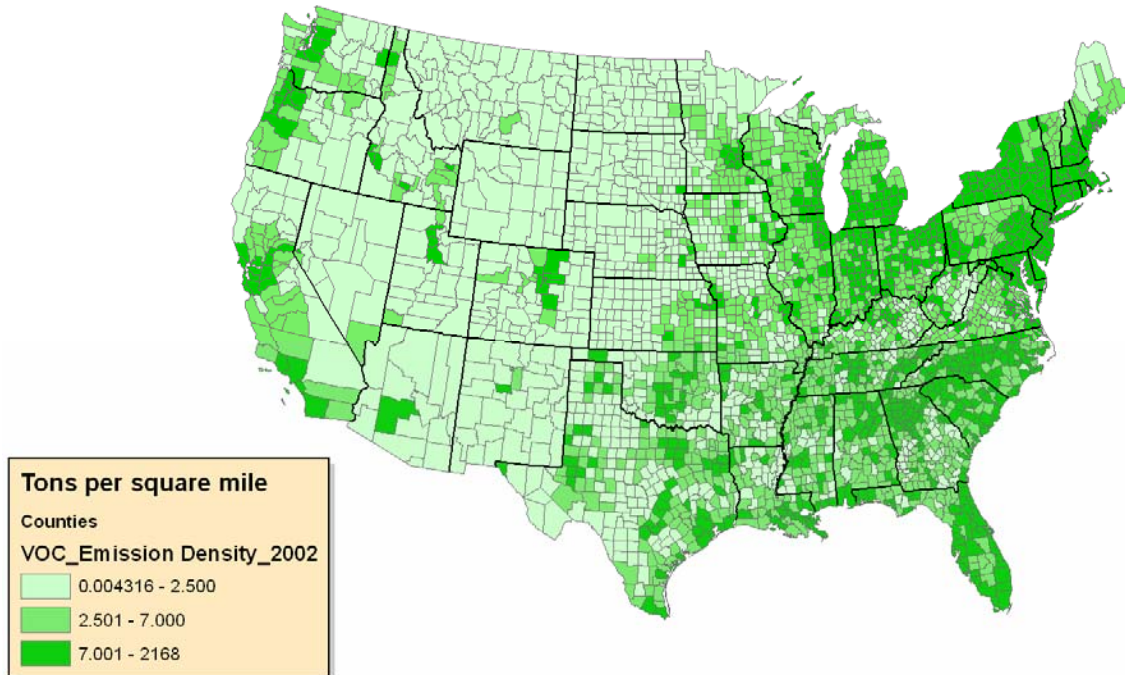 Tons per square mile
Counties
VOC_Emission Density_2002
0.004316 - 2.500
2.501 - 7.000
7.001 - 2168